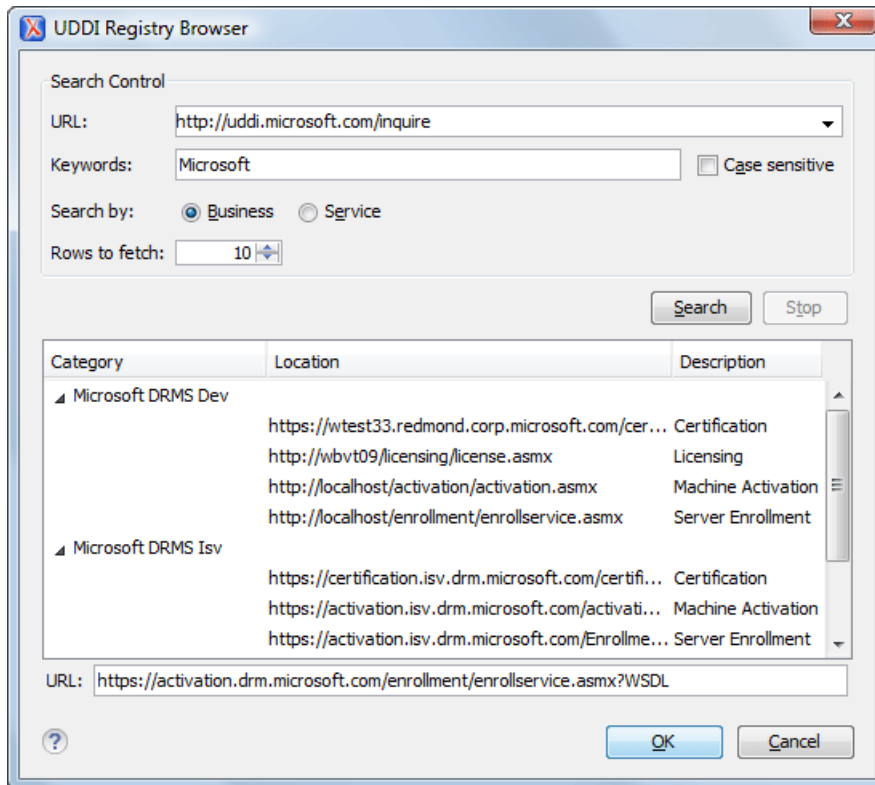 UDDI Registry Browser
Search Control
URL: http://uddi.microsoft.com/inquire
Keywords: Microsoft Case sensitive
Search by: Business Service
Rows to fetch: 10
Search Stop
Category Location Description
Microsoft DRMS Dev
https://wtest33.redmond.corp.microsoft.com/cer... Certification
http://wbvt09/licensing/license.asmx Licensing
http://localhost/activation/activation.asmx Machine Activation
http://localhost/enrollment/enrollservice.asmx Server Enrollment
Microsoft DRMS Isv
https://certification.isv.drm.microsoft.com/certifi... Certification
https://activation.isv.drm.microsoft.com/activati... Machine Activation
https://activation.isv.drm.microsoft.com/Enrollme... Server Enrollment
URL: https://activation.drm.microsoft.com/enrollment/enrollservice.asmx?WSDL
? OK Cancel